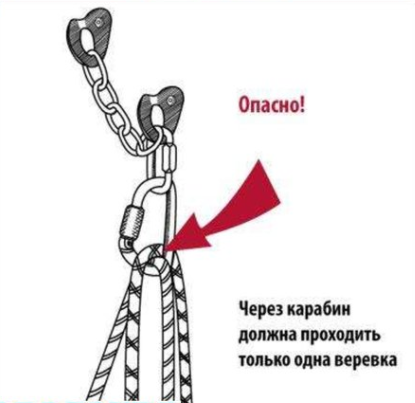 Опасно!
Через карабин
должна проходить
только одна веревка